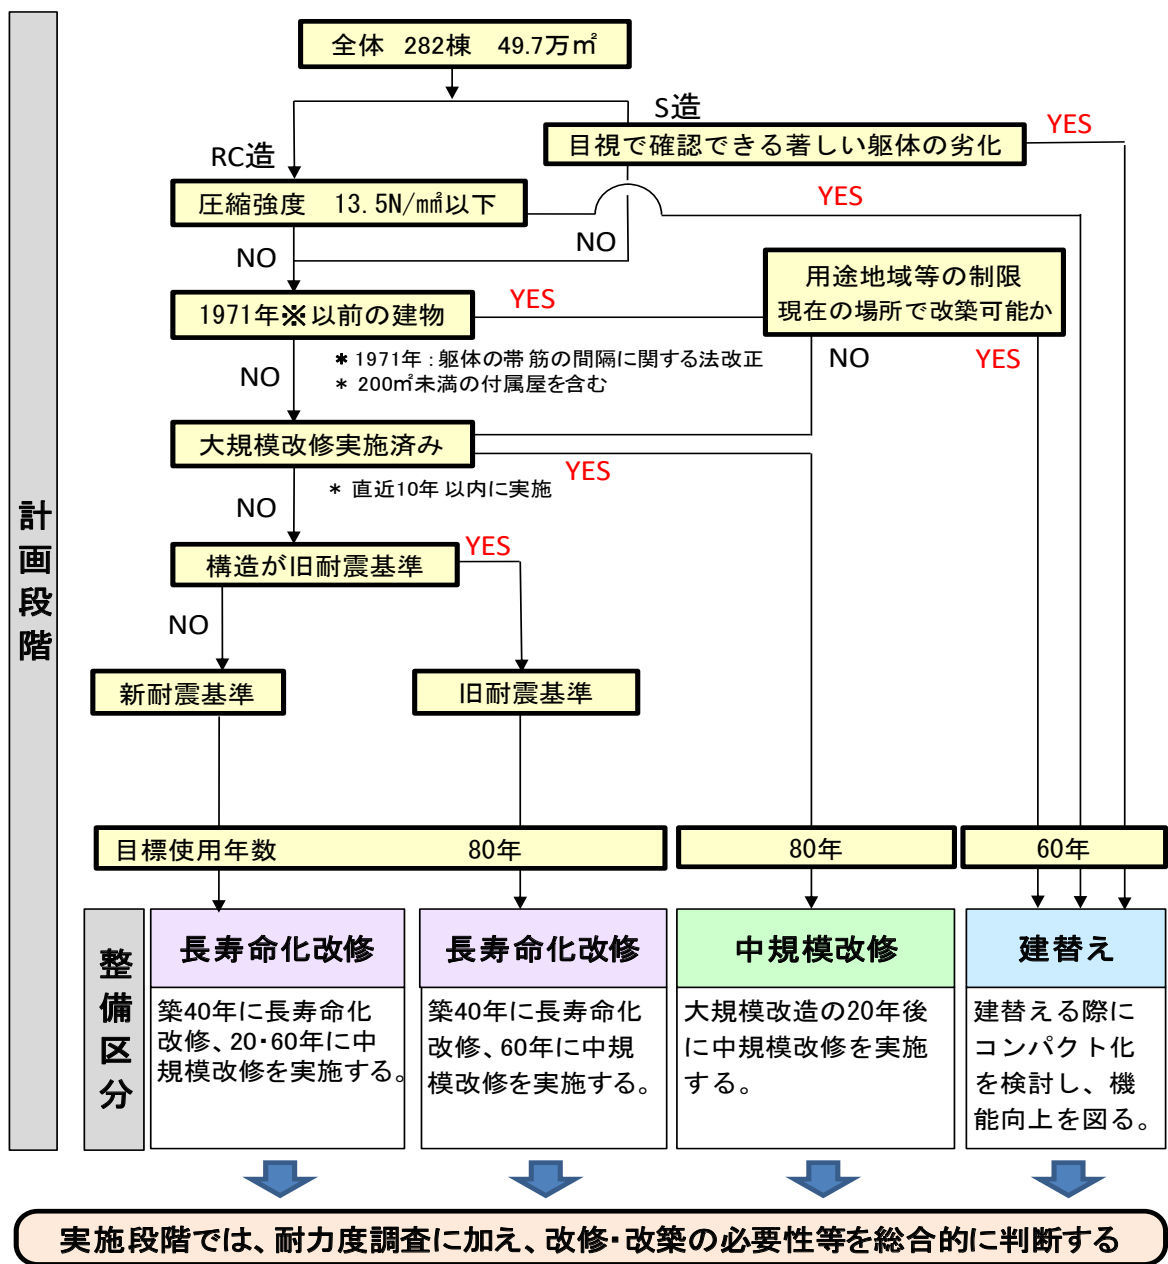 全体 282棟 49.7万㎡
S造
YES
目視で確認できる著しい躯体の劣化
RC造
圧縮強度 13.5N/㎟以下
YES
NO
NO
用途地域等の制限
現在の場所で改築可能か
1971年※以前の建物
YES
* 1971年：躯体の帯筋の間隔に関する法改正
* 200㎡未満の付属屋を含む
NO
NO
YES
大規模改修実施済み
YES
* 直近10年以内に実施
NO
構造が旧耐震基準
YES
NO
新耐震基準
旧耐震基準
計画段階
目標使用年数 80年
80年
60年
整備区分
長寿命化改修
築40年に長寿命化
改修、20・60年に中
規模改修を実施する。
長寿命化改修
築40年に長寿命化
改修、60年に中規
模改修を実施する。
中規模改修
大規模改造の20年後
に中規模改修を実施
する。
建替え
建替える際に
コンパクト化
を検討し、機
能向上を図る。
実施段階では、耐力度調査に加え、改修・改築の必要性等を総合的に判断する